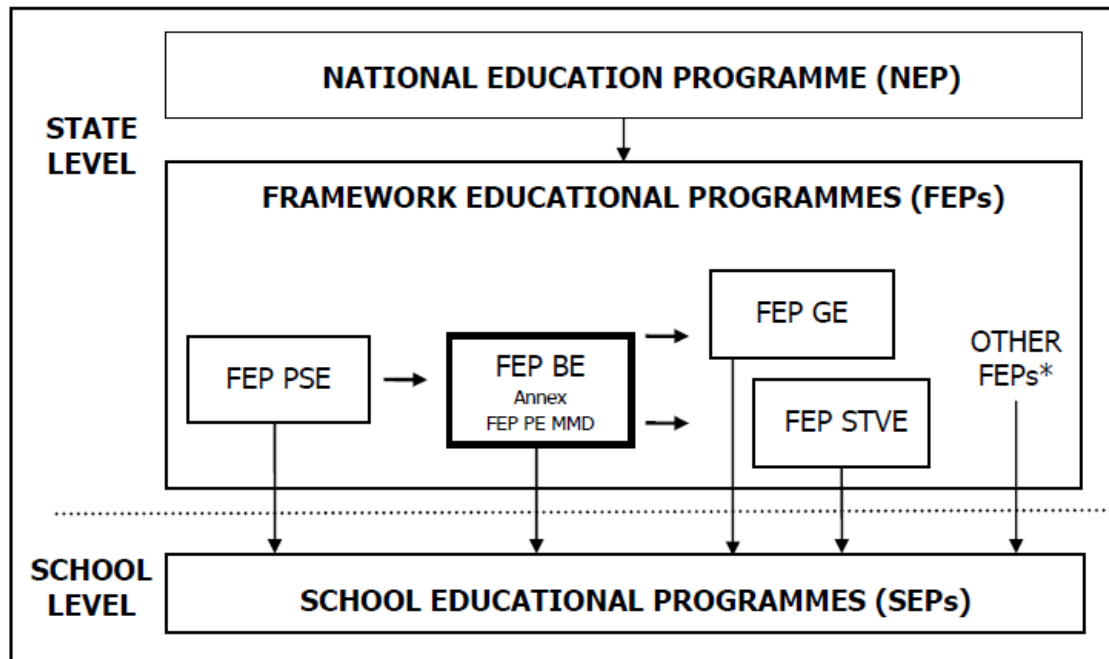 NATIONAL EDUCATION PROGRAMME (NEP)
STATE
LEVEL
FRAMEWORK EDUCATIONAL PROGRAMMES (FEPs)
FEP PSE
FEP BE
Annex
FEP PE MMD
FEP GE
FEP STVE
OTHER
FEPs*
SCHOOL
LEVEL
SCHOOL EDUCATIONAL PROGRAMMES (SEPs)